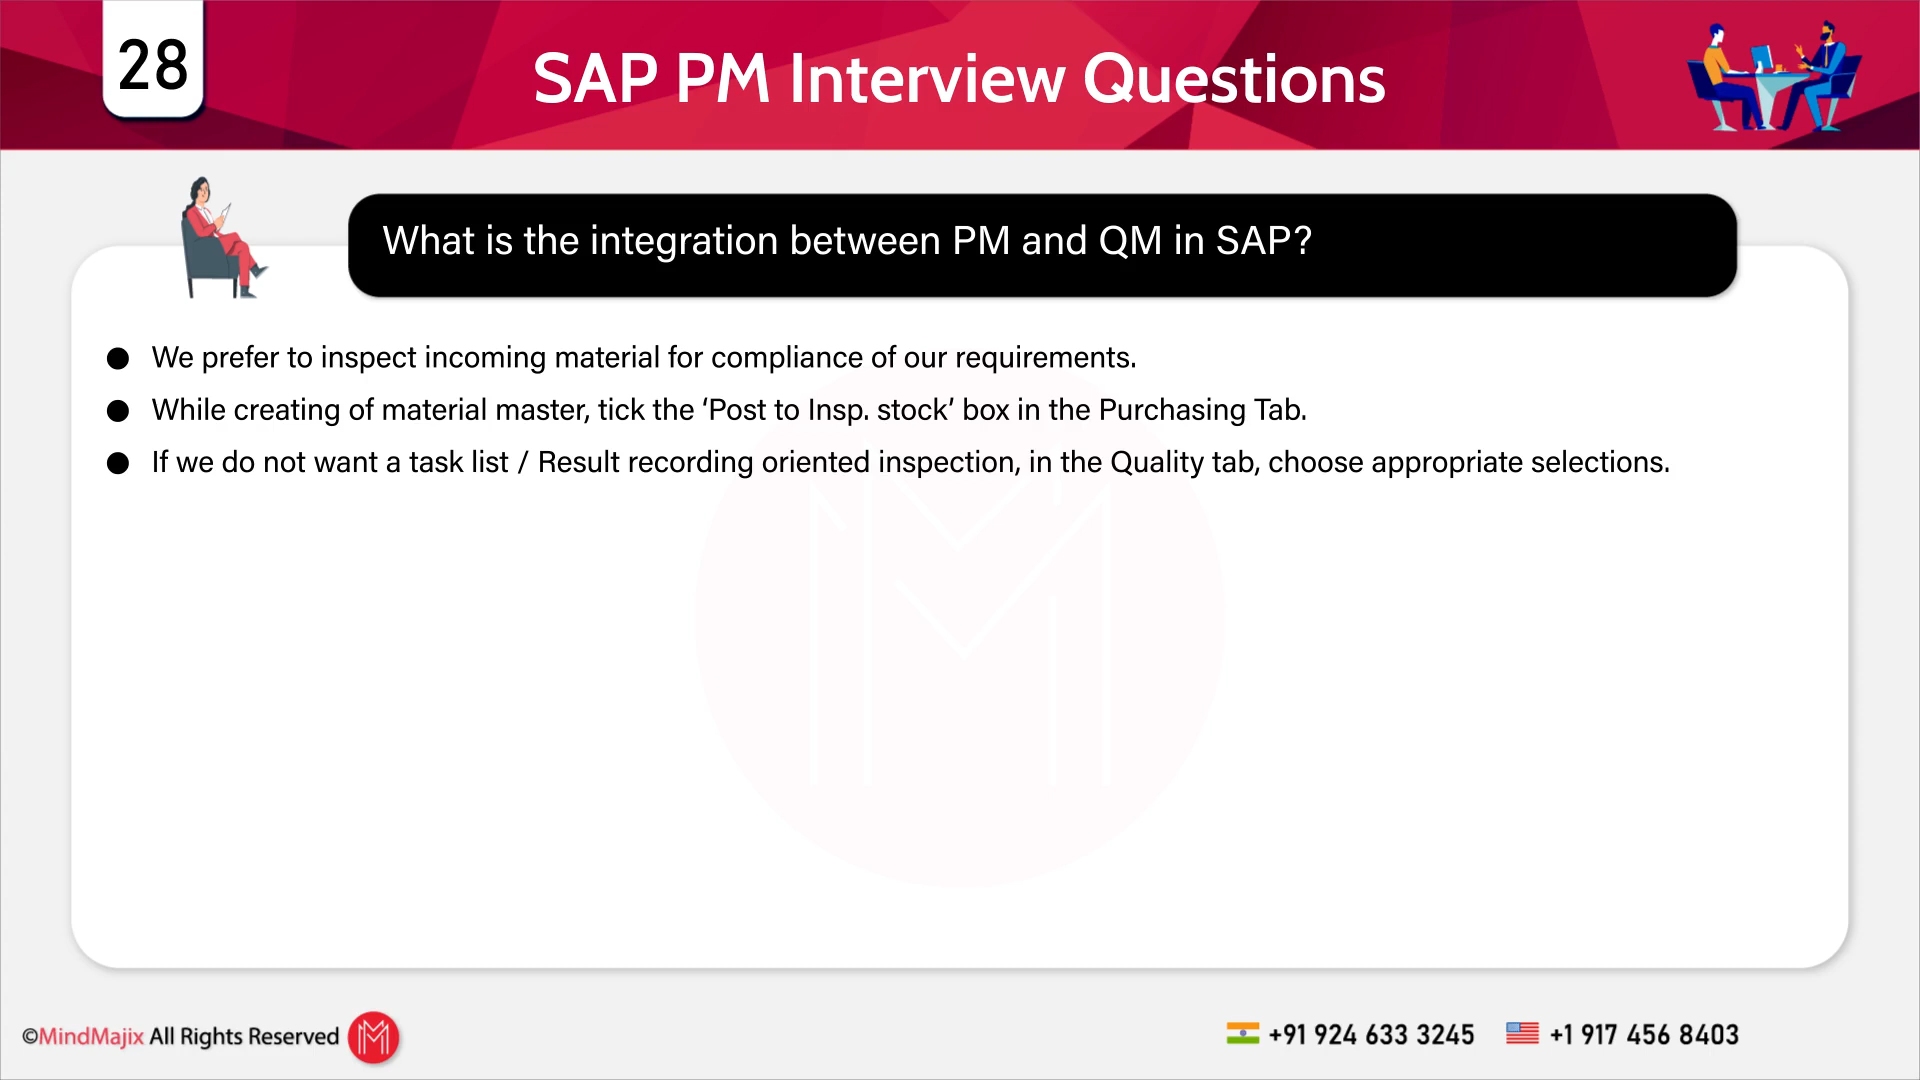 28
SAP PM Interview Questions
What is the integration between PM and QM in SAP?
● We prefer to inspect incoming material for compliance of our requirements.
● While creating of material master, tick the ‘Post to Insp. stock’ box in the Purchasing Tab.
● If we do not want a task list / Result recording oriented inspection, in the Quality tab, choose appropriate selections.
©MindMajix All Rights Reserved
+91 924 633 3245
+1 917 456 8403